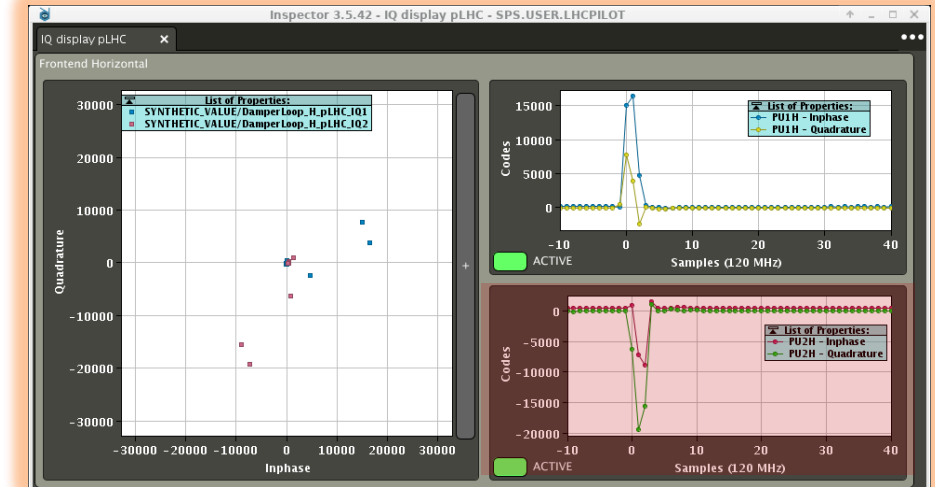 Inspector 3.5.42 - IQ display pLHC - SPS.USER.LHCPILOT
IQ display pLHC
Frontend Horizontal
List of Properties:
SYNTHETIC_VALUE/DamperLoop_H_pLHC_IQ1
SYNTHETIC_VALUE/DamperLoop_H_pLHC_IQ2
30000
20000
10000
0
-10000
-20000
-30000
Quadrature
-30000 -20000 -10000 0 10000 20000 30000
Inphase
+
List of Properties:
PU1H - Inphase
PU1H - Quadrature
15000
10000
5000
0
Codes
-10 0 10 20 30 40
ACTIVE
Samples (120 MHz)
List of Properties:
PU2H - Inphase
PU2H - Quadrature
0
-5000
-10000
-15000
-20000
Codes
-10 0 10 20 30 40
ACTIVE
Samples (120 MHz)